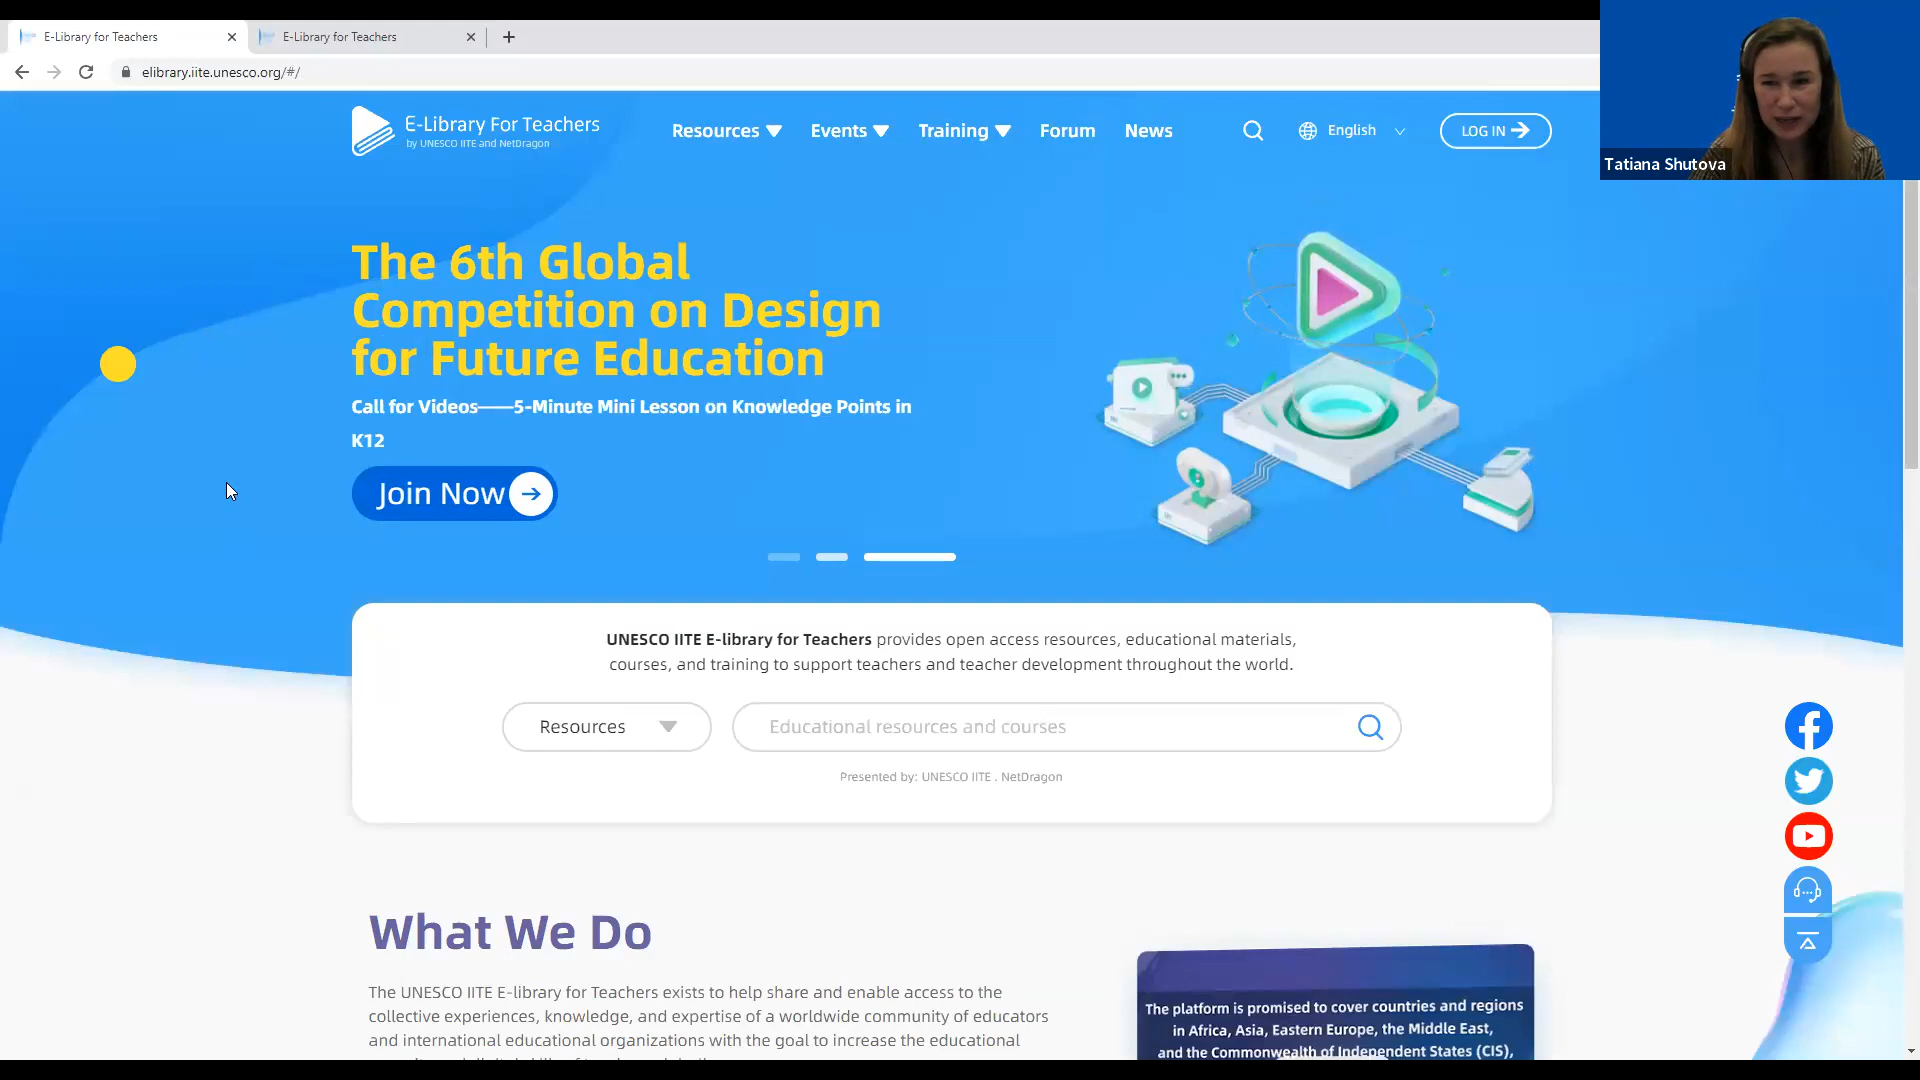 E-Library for Teachers
E-Library for Teachers
elibrary.iite.unesco.org/#/
E-Library For Teachers
by UNESCO IITE and NetDragon
Resources
Events
Training
Forum
News
English
LOG IN
Tatiana Shutova
The 6th Global
Competition on Design
for Future Education
Call for Videos——5-Minute Mini Lesson on Knowledge Points in
K12
Join Now
UNESCO IITE E-library for Teachers provides open access resources, educational materials,
courses, and training to support teachers and teacher development throughout the world.
Resources
Educational resources and courses
Presented by: UNESCO IITE . NetDragon
What We Do
The UNESCO IITE E-library for Teachers exists to help share and enable access to the
collective experiences, knowledge, and expertise of a worldwide community of educators
and international educational organizations with the goal to increase the educational
The platform is promised to cover countries and regions
in Africa, Asia, Eastern Europe, the Middle East,
and the Commonwealth of Independent States (CIS),